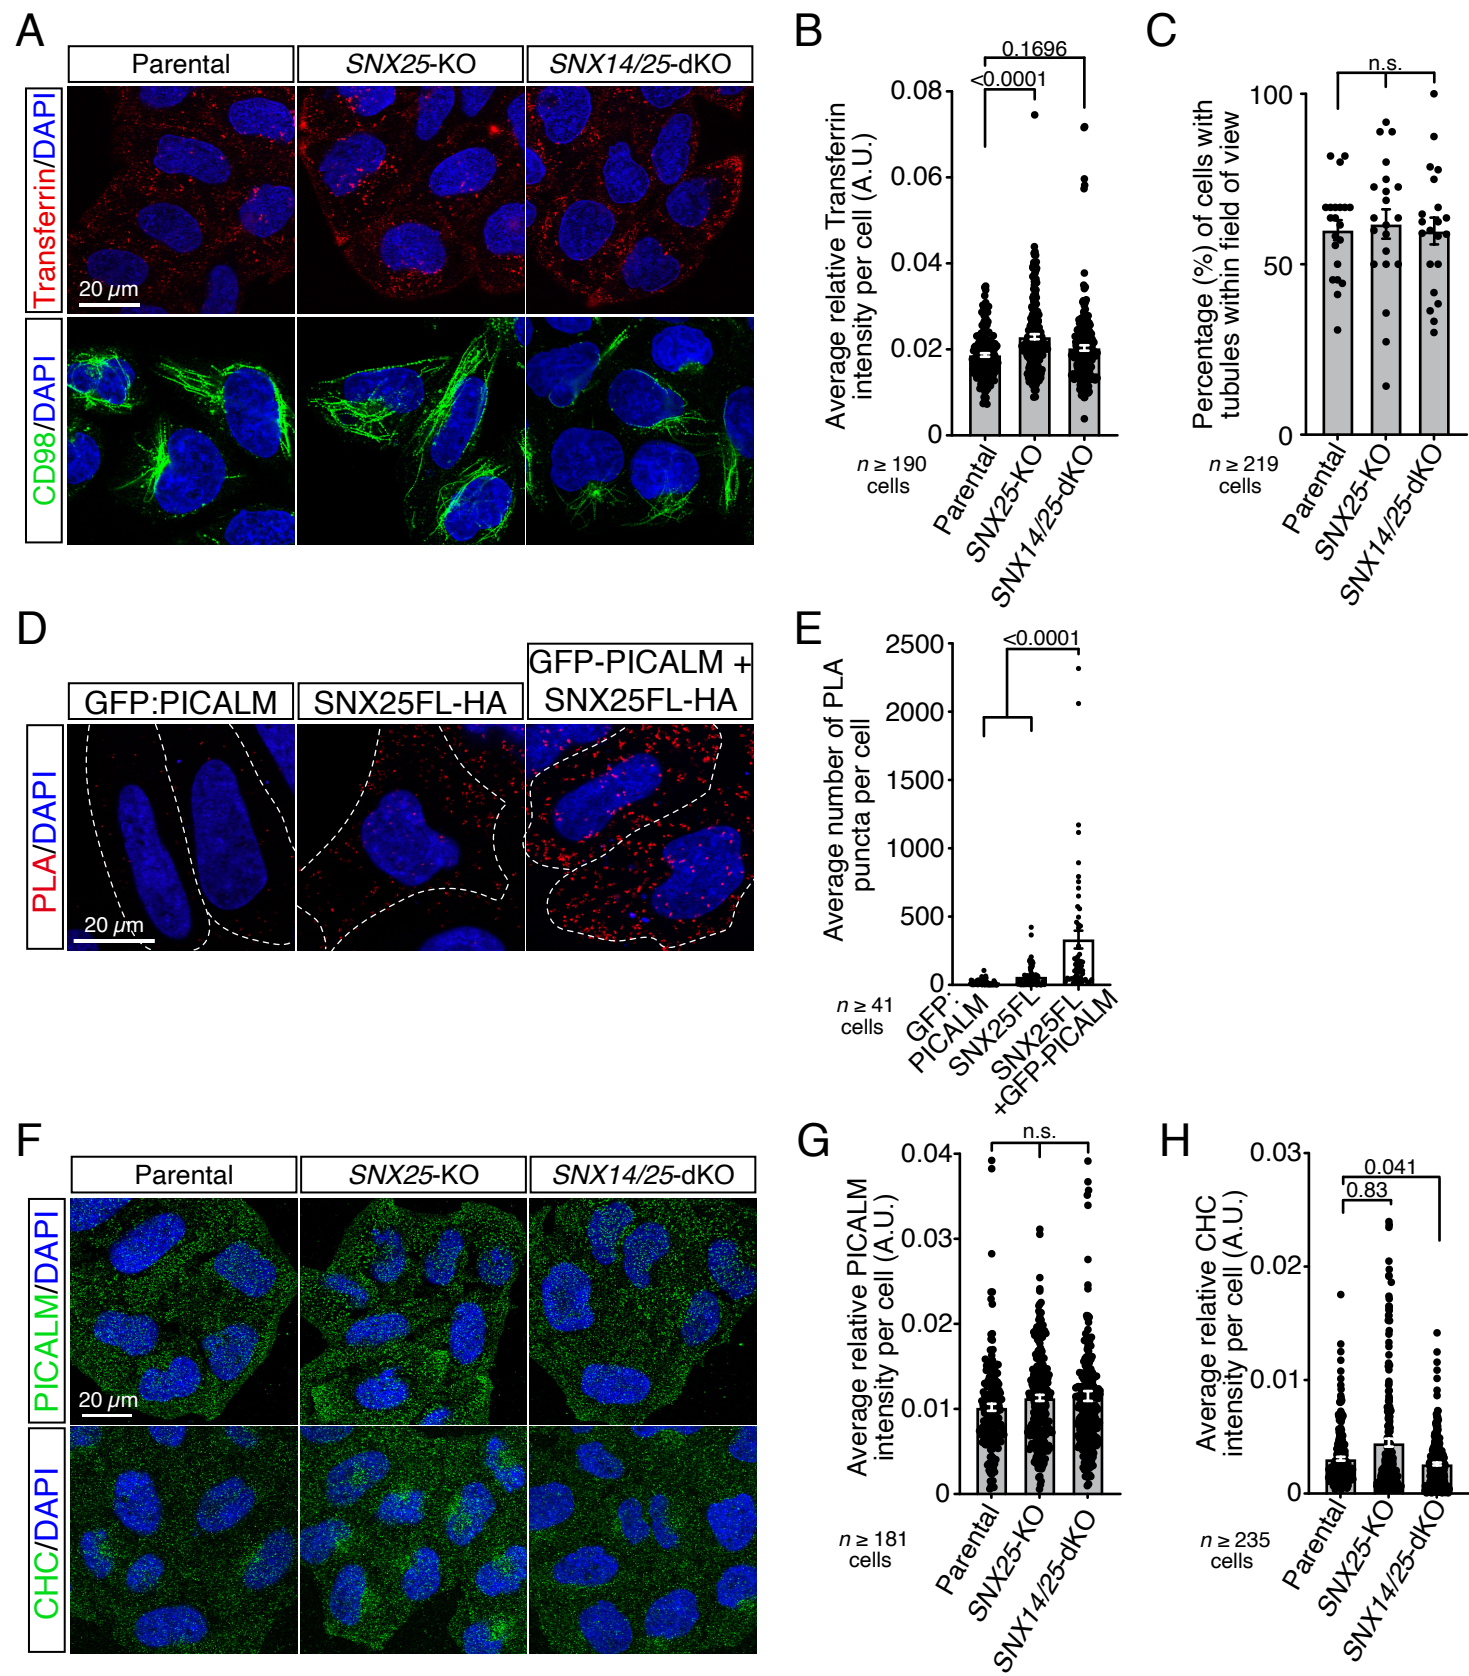 A
Parental
SNX25-KO
SNX14/25-dKO
Transferrin/DAPI
20 µm
CD98/DAPI
B
0.1696
<0.0001
Average relative Transferrin
intensity per cell (A.U.)
0.08
0.06
0.04
0.02
0
n ≥ 190
cells
Parental
SNX25-KO
SNX14/25-dKO
C
n.s.
Percentage (%) of cells with
tubules within field of view
100
50
0
n ≥ 219
cells
Parental
SNX25-KO
SNX14/25-dKO
D
GFP:PICALM
SNX25FL-HA
GFP-PICALM +
SNX25FL-HA
PLA/DAPI
20 µm
E
<0.0001
Average number of PLA
puncta per cell
2500
2000
1500
1000
500
0
n ≥ 41
cells
GFP:
PICALM
SNX25FL
SNX25FL
+GFP-PICALM
F
Parental
SNX25-KO
SNX14/25-dKO
PICALM/DAPI
20 µm
CHC/DAPI
G
n.s.
Average relative PICALM
intensity per cell (A.U.)
0.04
0.03
0.02
0.01
0
n ≥ 181
cells
Parental
SNX25-KO
SNX14/25-dKO
H
0.041
0.83
Average relative CHC
intensity per cell (A.U.)
0.03
0.02
0.01
0
n ≥ 235
cells
Parental
SNX25-KO
SNX14/25-dKO